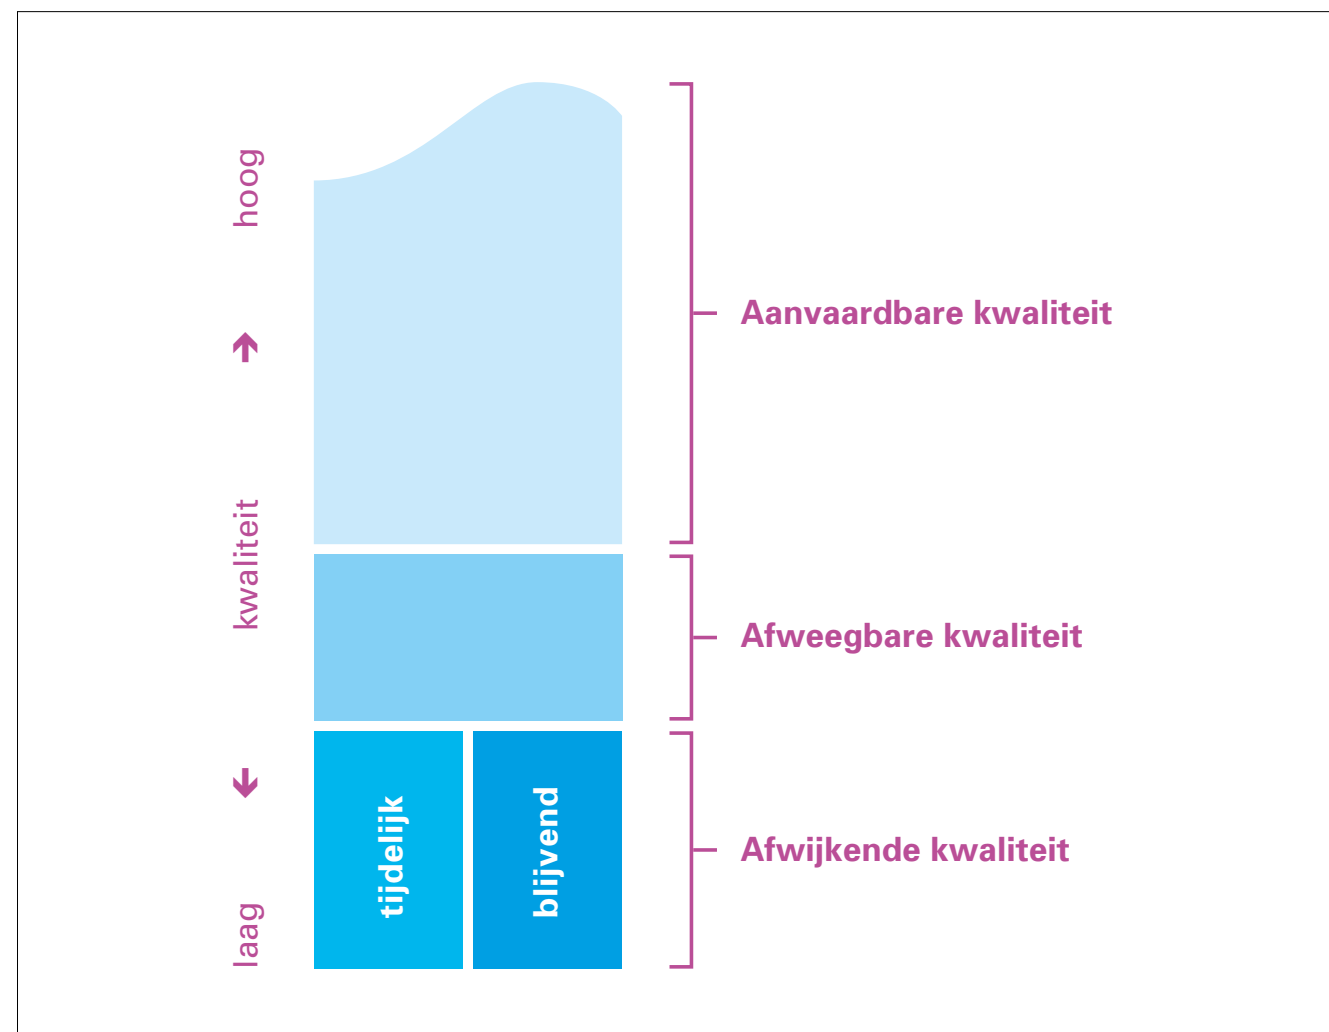 hoog
kwaliteit
laag
Aanvaardbare kwaliteit
Afweegbare kwaliteit
tijdelijk
blijvend
Afwijkende kwaliteit